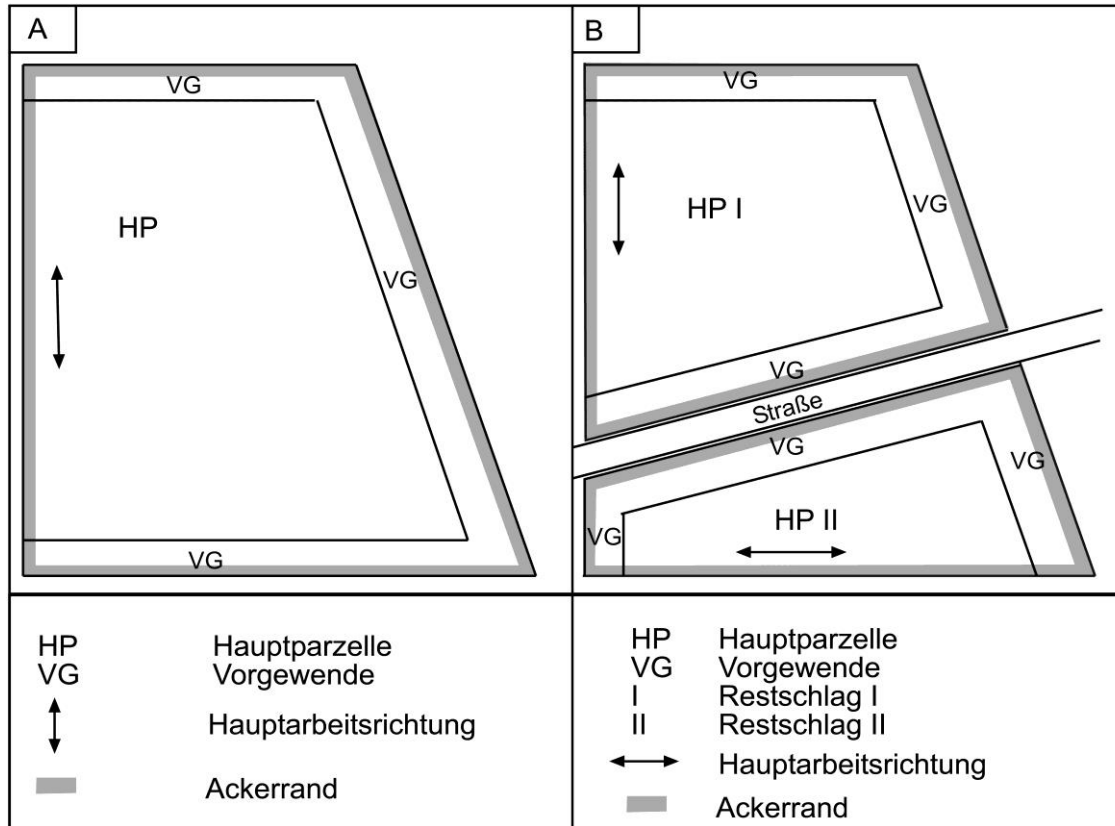 A
VG
HP
VG
VG
B
VG
HP I
VG
VG
Straße
VG
VG
VG
HP II
HP Hauptparzelle
VG Vorgewende
Hauptarbeitsrichtung
Ackerrand
HP Hauptparzelle
VG Vorgewende
I Restschlag I
II Restschlag II
Hauptarbeitsrichtung
Ackerrand